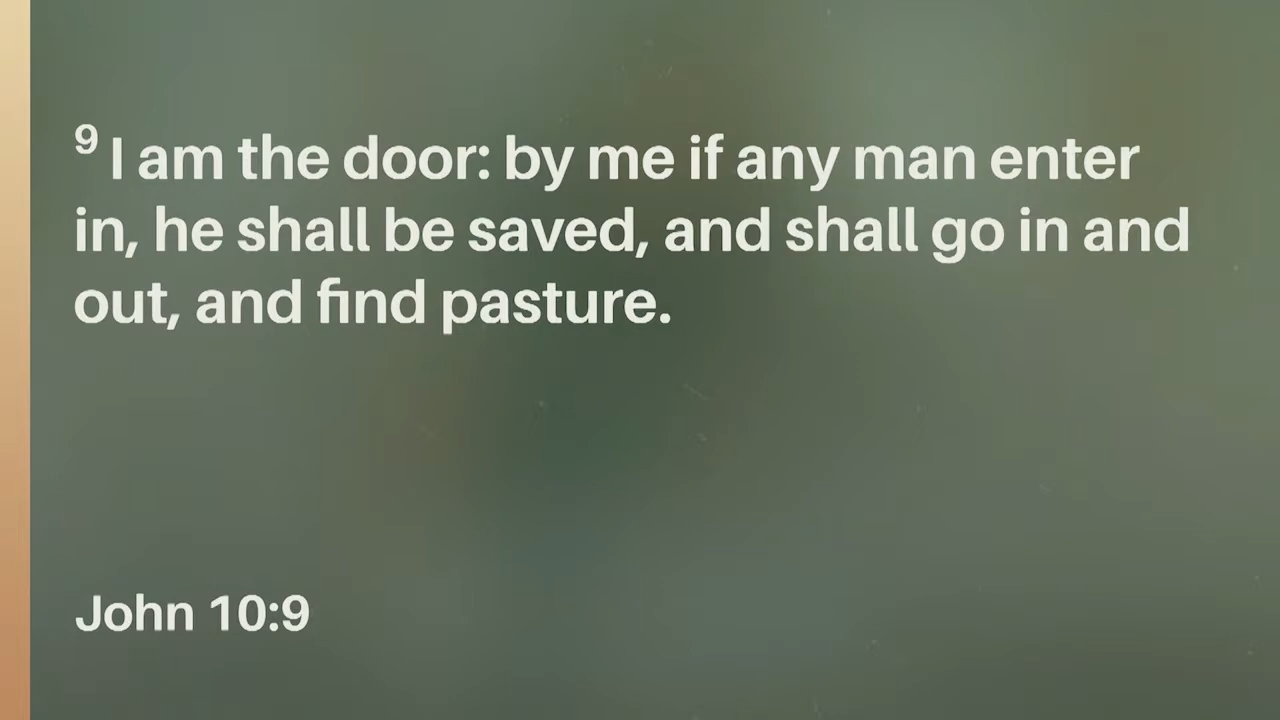 9 I am the door: by me if any man enter
in, he shall be saved, and shall go in and
out, and find pasture.
John 10:9